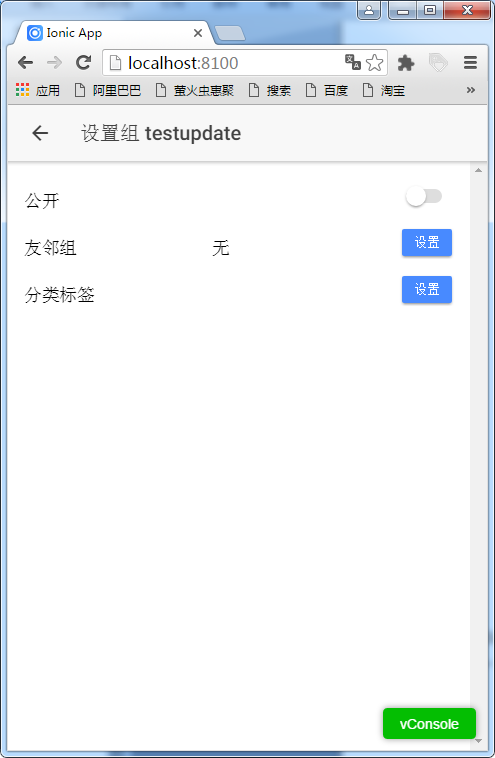 Ionic App
localhost:8100
应用 阿里巴巴 萤火虫惠聚 搜索 百度 淘宝 »
设置组 testupdate
公开
友邻组 无 设置
分类标签 设置
vConsole